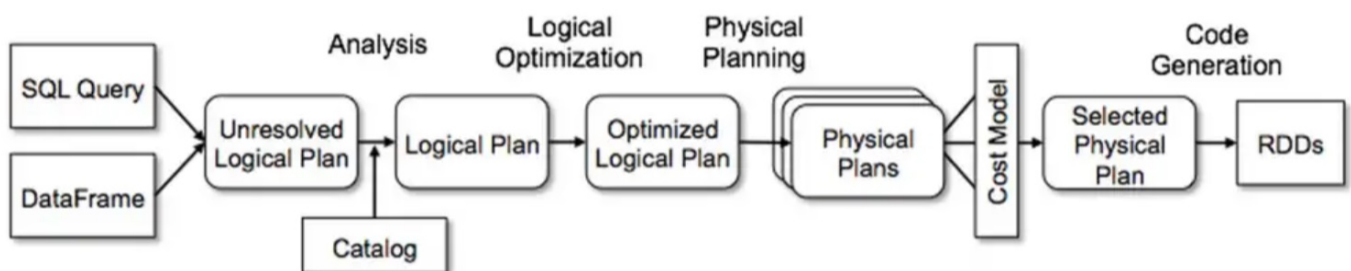 Analysis
Logical
Optimization
Physical
Planning
Code
Generation
SQL Query
DataFrame
Unresolved
Logical Plan
Catalog
Logical Plan
Optimized
Logical Plan
Physical
Plans
Cost Model
Selected
Physical
Plan
RDDs